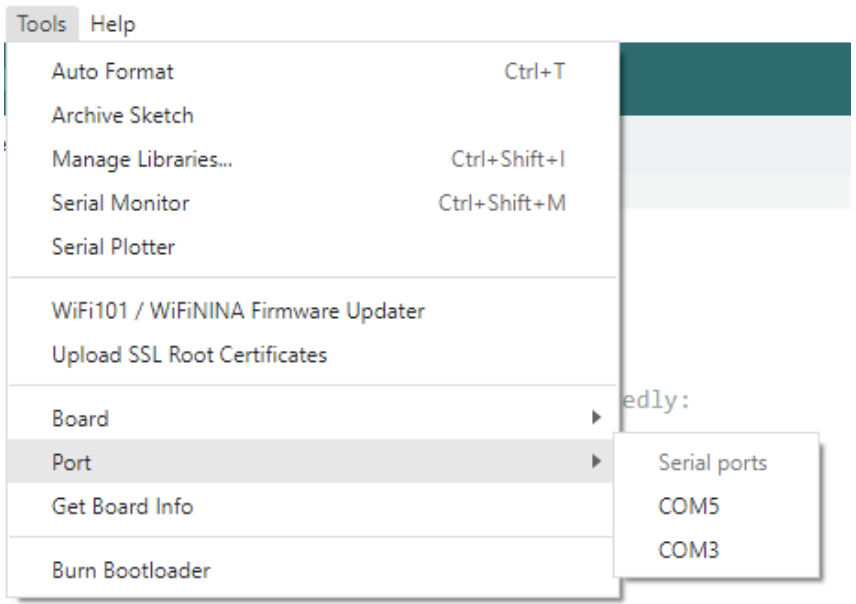 Tools Help
Auto Format Ctrl+T
Archive Sketch
Manage Libraries... Ctrl+Shift+I
Serial Monitor Ctrl+Shift+M
Serial Plotter
WiFi101 / WiFiNINA Firmware Updater
Upload SSL Root Certificates
edly:
Board
Port
Serial ports
Get Board Info
COM5
COM3
Burn Bootloader